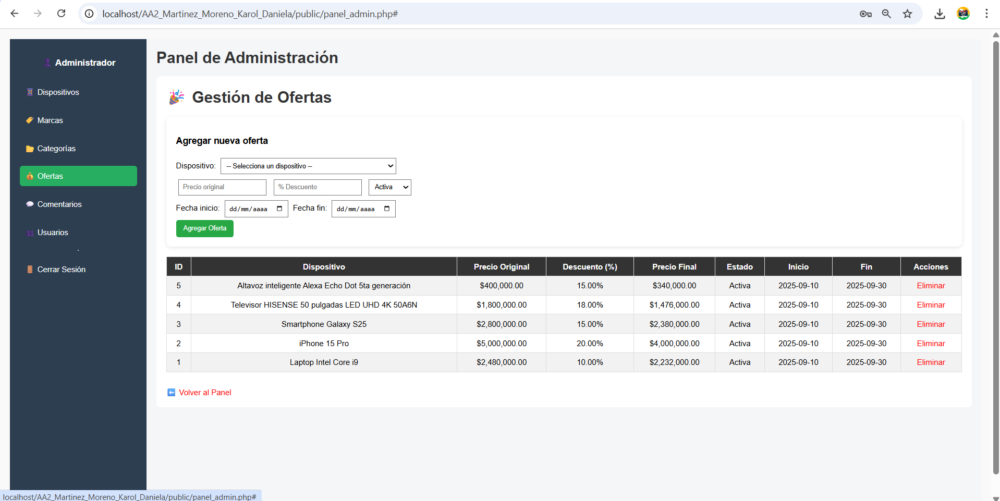 localhost/AA2_Martinez_Moreno_Karol_Daniela/public/panel_admin.php#
Administrador
Dispositivos
Marcas
Categorías
Ofertas
Comentarios
Usuarios
.
Cerrar Sesión
Panel de Administración
Gestión de Ofertas
Agregar nueva oferta
Dispositivo: -- Selecciona un dispositivo --
Precio original % Descuento Activa
Fecha inicio: dd/mm/aaaa Fecha fin: dd/mm/aaaa
Agregar Oferta
ID Dispositivo Precio Original Descuento (%) Precio Final Estado Inicio Fin Acciones
5 Altavoz inteligente Alexa Echo Dot 5ta generación $400,000.00 15.00% $340,000.00 Activa 2025-09-10 2025-09-30 Eliminar
4 Televisor HISENSE 50 pulgadas LED UHD 4K 50A6N $1,800,000.00 18.00% $1,476,000.00 Activa 2025-09-10 2025-09-30 Eliminar
3 Smartphone Galaxy S25 $2,800,000.00 15.00% $2,380,000.00 Activa 2025-09-10 2025-09-30 Eliminar
2 iPhone 15 Pro $5,000,000.00 20.00% $4,000,000.00 Activa 2025-09-10 2025-09-30 Eliminar
1 Laptop Intel Core i9 $2,480,000.00 10.00% $2,232,000.00 Activa 2025-09-10 2025-09-30 Eliminar
Volver al Panel
localhost/AA2_Martinez_Moreno_Karol_Daniela/public/panel_admin.php#